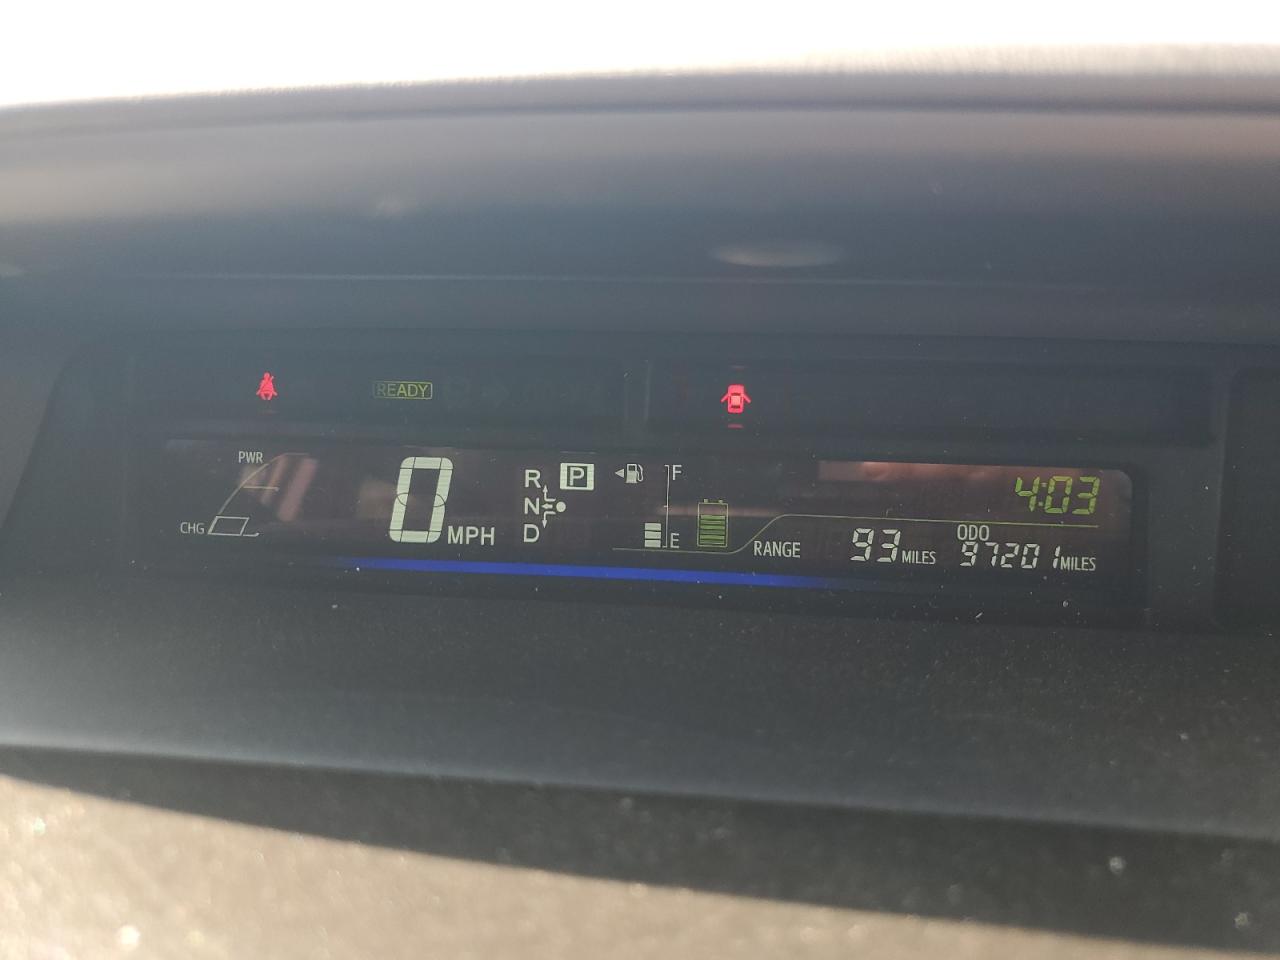 READY
PWR
CHG
0 MPH
R P
N
D
F
E
4:03
RANGE 93 MILES
ODO
97201 MILES